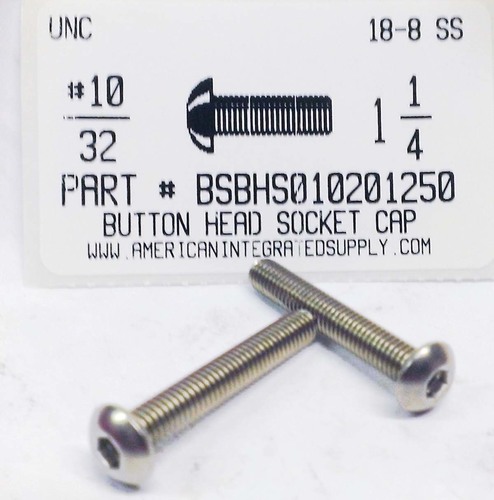 UNC 18-8 SS
#10
32
1 1
4
PART # BSBHS010201250
BUTTON HEAD SOCKET CAP
WWW.AMERICANINTEGRATEDSUPPLY.COM